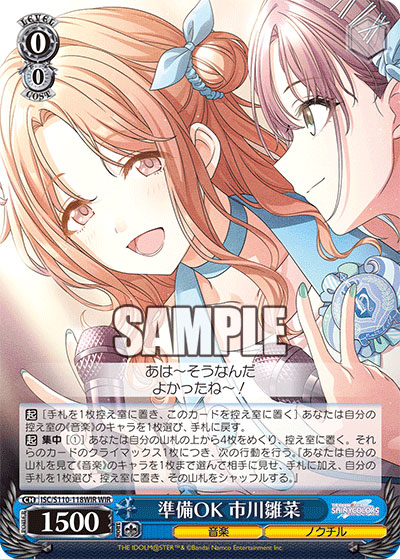 LEVEL
0
0
COST
SAMPLE
あは～そうなんだ
よかったね～！
起 ［手札を1枚控え室に置き、このカードを控え室に置く］ あなたは自分の
控え室の《音楽》のキャラを1枚選び、手札に戻す。
起 集中 ［(1)］ あなたは自分の山札の上から4枚をめくり、控え室に置く。それ
らのカードのクライマックス1枚につき、次の行動を行う。『あなたは自分の
山札を見て《音楽》のキャラを1枚まで選んで相手に見せ、手札に加え、自分の
手札を1枚選び、控え室に置き、その山札をシャッフルする。』
CH ISC/S110-118WIR WIR
準備OK 市川雛菜
SHINYCOLORS
POWER
1500
音楽
ノクチル
THE IDOLM@STER™& ©Bandai Namco Entertainment Inc.